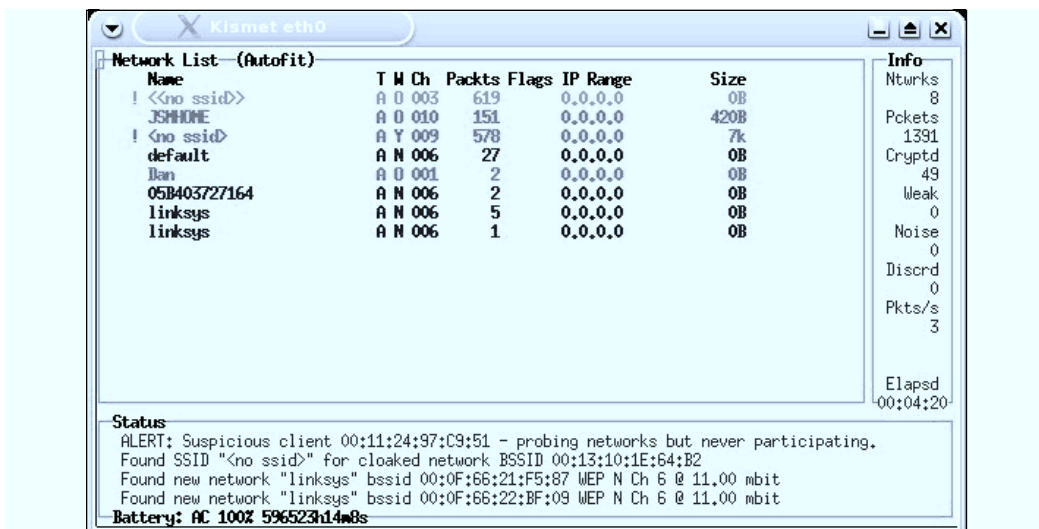 Kismet eth0
Network List—(Autofit)
Name T W Ch Packts Flags IP Range Size
! <<no ssid>> A O 003 619 0.0.0.0 0B
JSMHOME A O 010 151 0.0.0.0 420B
! <no ssid> A Y 009 578 0.0.0.0 7k
default A N 006 27 0.0.0.0 0B
Dan A O 001 2 0.0.0.0 0B
05B403727164 A N 006 2 0.0.0.0 0B
linksys A N 006 5 0.0.0.0 0B
linksys A N 006 1 0.0.0.0 0B
Info
Ntwrks
8
Pckets
1391
Cryptd
49
Weak
0
Noise
0
Discrd
0
Pkts/s
3
Elapsd
00:04:20
Status
ALERT: Suspicious client 00:11:24:97:C9:51 - probing networks but never participating.
Found SSID "<no ssid>" for cloaked network BSSID 00:13:10:1E:64:B2
Found new network "linksys" bssid 00:0F:66:21:F5:87 WEP N Ch 6 @ 11.00 mbit
Found new network "linksys" bssid 00:0F:66:22:BF:09 WEP N Ch 6 @ 11.00 mbit
Battery: AC 100% 596523h14m8s